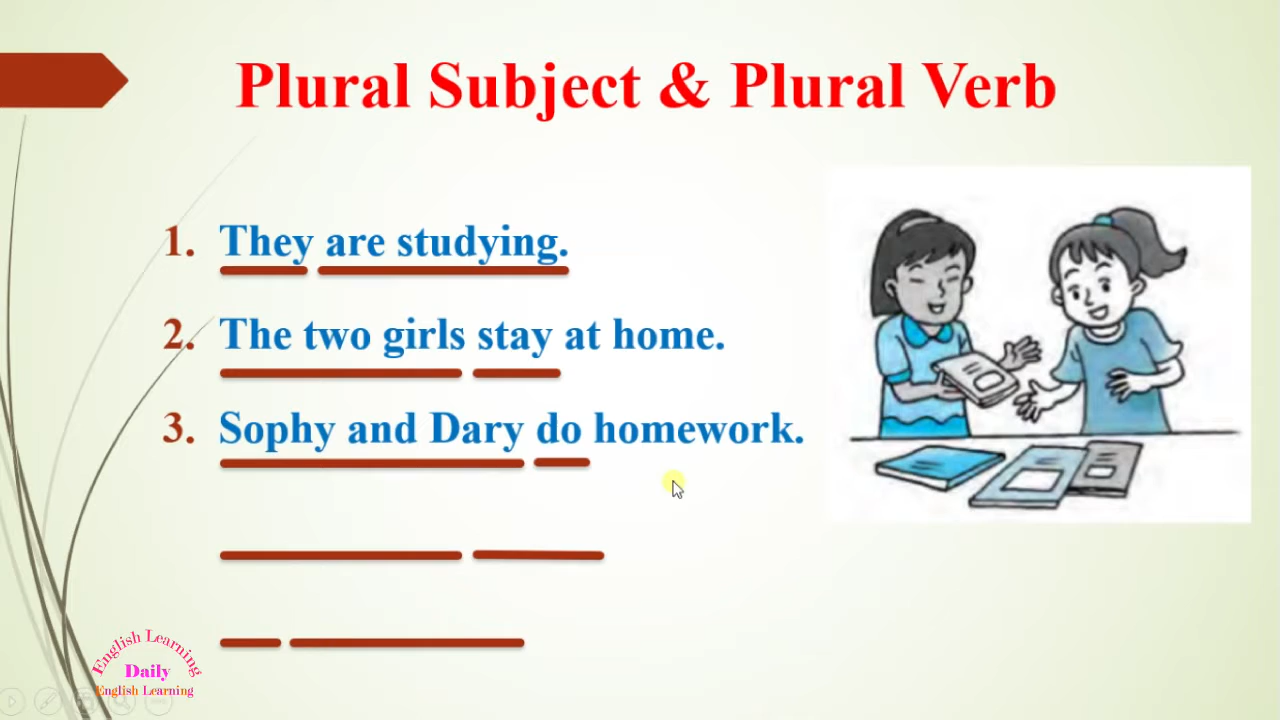 Plural Subject & Plural Verb
1. They are studying.
2. The two girls stay at home.
3. Sophy and Dary do homework.
English Learning
Daily
English Learning